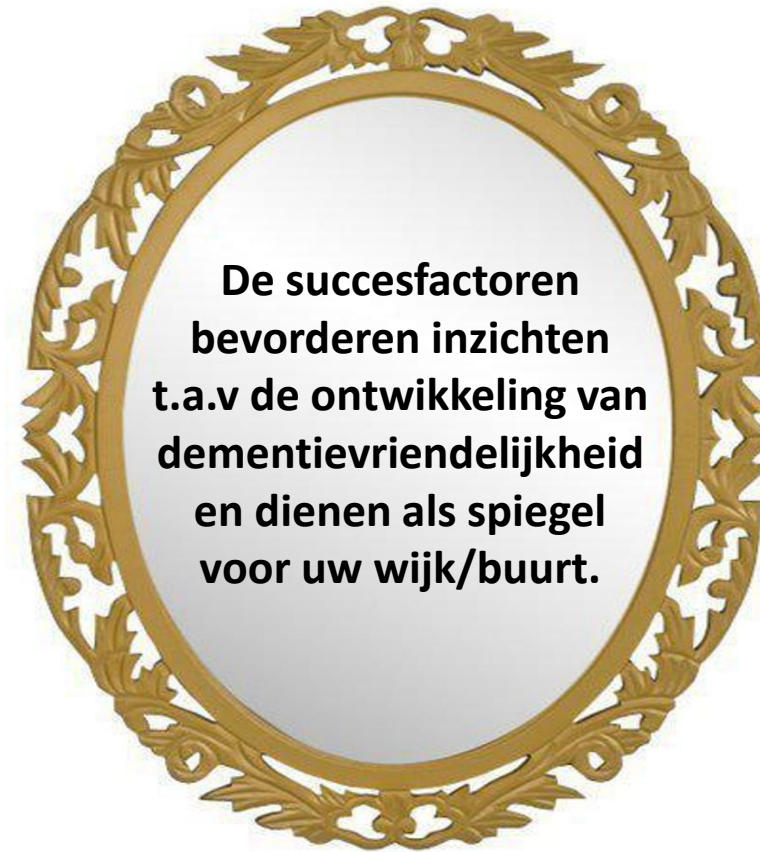 De succesfactoren
bevorderen inzichten
t.a.v de ontwikkeling van
dementievriendelijkheid
en dienen als spiegel
voor uw wijk/buurt.